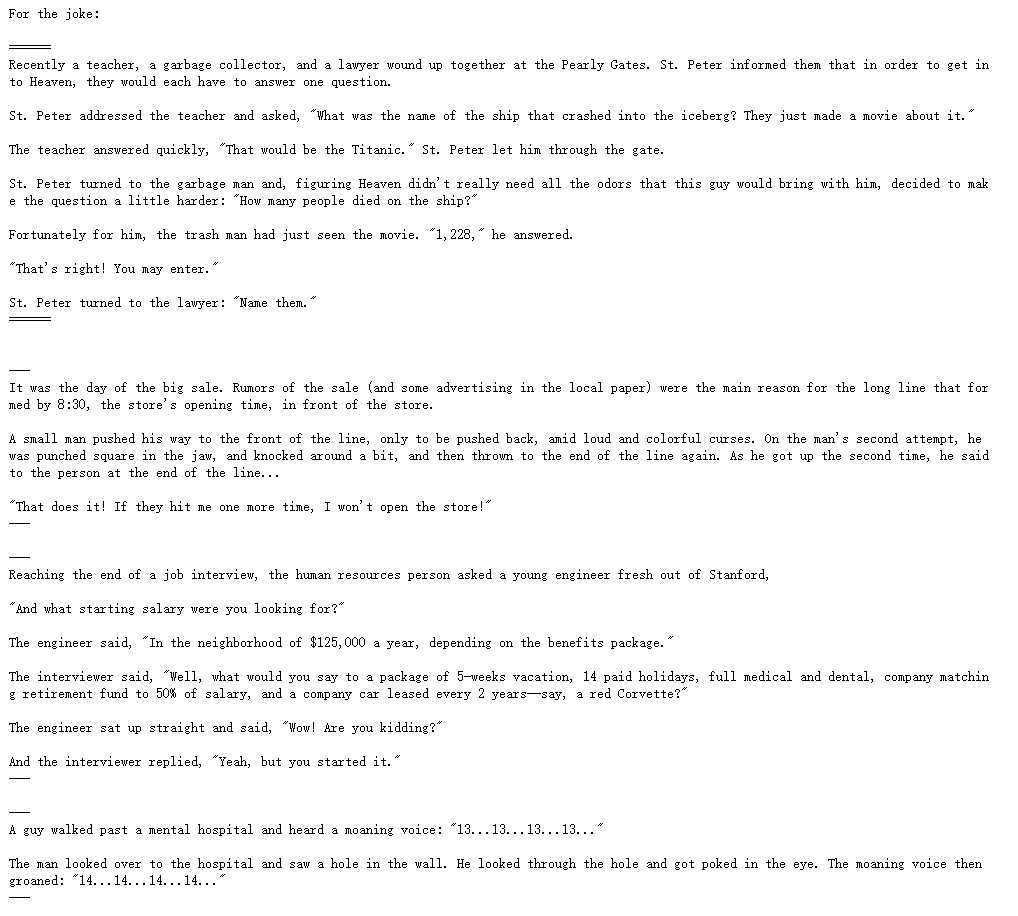 For the joke:
======
Recently a teacher, a garbage collector, and a lawyer wound up together at the Pearly Gates. St. Peter informed them that in order to get in
to Heaven, they would each have to answer one question.
St. Peter addressed the teacher and asked, "What was the name of the ship that crashed into the iceberg? They just made a movie about it."
The teacher answered quickly, "That would be the Titanic." St. Peter let him through the gate.
St. Peter turned to the garbage man and, figuring Heaven didn't really need all the odors that this guy would bring with him, decided to mak
e the question a little harder: "How many people died on the ship?"
Fortunately for him, the trash man had just seen the movie. "1,228," he answered.
"That's right! You may enter."
St. Peter turned to the lawyer: "Name them."
======
———
It was the day of the big sale. Rumors of the sale (and some advertising in the local paper) were the main reason for the long line that for
med by 8:30, the store's opening time, in front of the store.
A small man pushed his way to the front of the line, only to be pushed back, amid loud and colorful curses. On the man's second attempt, he
was punched square in the jaw, and knocked around a bit, and then thrown to the end of the line again. As he got up the second time, he said
to the person at the end of the line...
"That does it! If they hit me one more time, I won't open the store!"
———
———
Reaching the end of a job interview, the human resources person asked a young engineer fresh out of Stanford,
"And what starting salary were you looking for?"
The engineer said, "In the neighborhood of $125,000 a year, depending on the benefits package."
The interviewer said, "Well, what would you say to a package of 5-weeks vacation, 14 paid holidays, full medical and dental, company matchin
g retirement fund to 50% of salary, and a company car leased every 2 years——say, a red Corvette?"
The engineer sat up straight and said, "Wow! Are you kidding?"
And the interviewer replied, "Yeah, but you started it."
———
———
A guy walked past a mental hospital and heard a moaning voice: "13...13...13...13..."
The man looked over to the hospital and saw a hole in the wall. He looked through the hole and got poked in the eye. The moaning voice then
groaned: "14...14...14...14..."
———